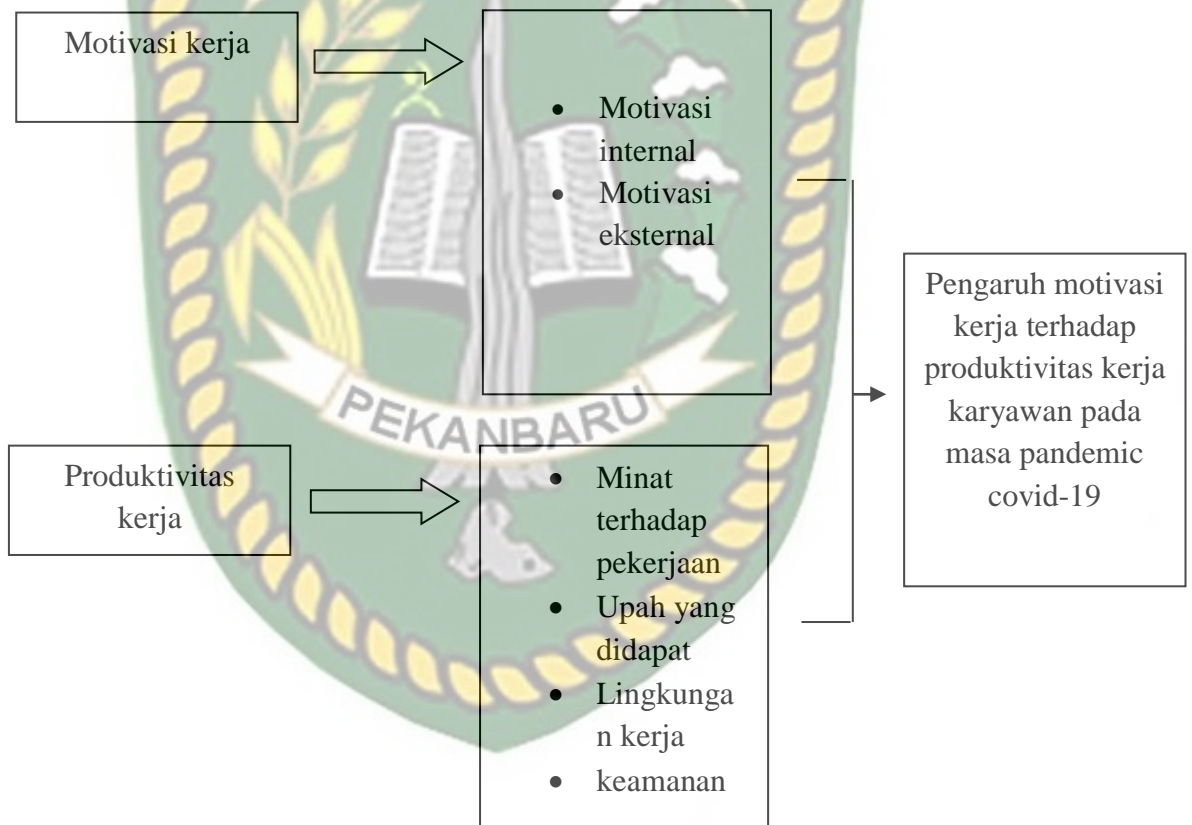 Motivasi kerja
• Motivasi
internal
• Motivasi
eksternal
Pengaruh motivasi
kerja terhadap
produktivitas kerja
karyawan pada
masa pandemic
covid-19
PEKANBARU
Produktivitas
kerja
• Minat
terhadap
pekerjaan
• Upah yang
didapat
• Lingkunga
n kerja
• keamanan